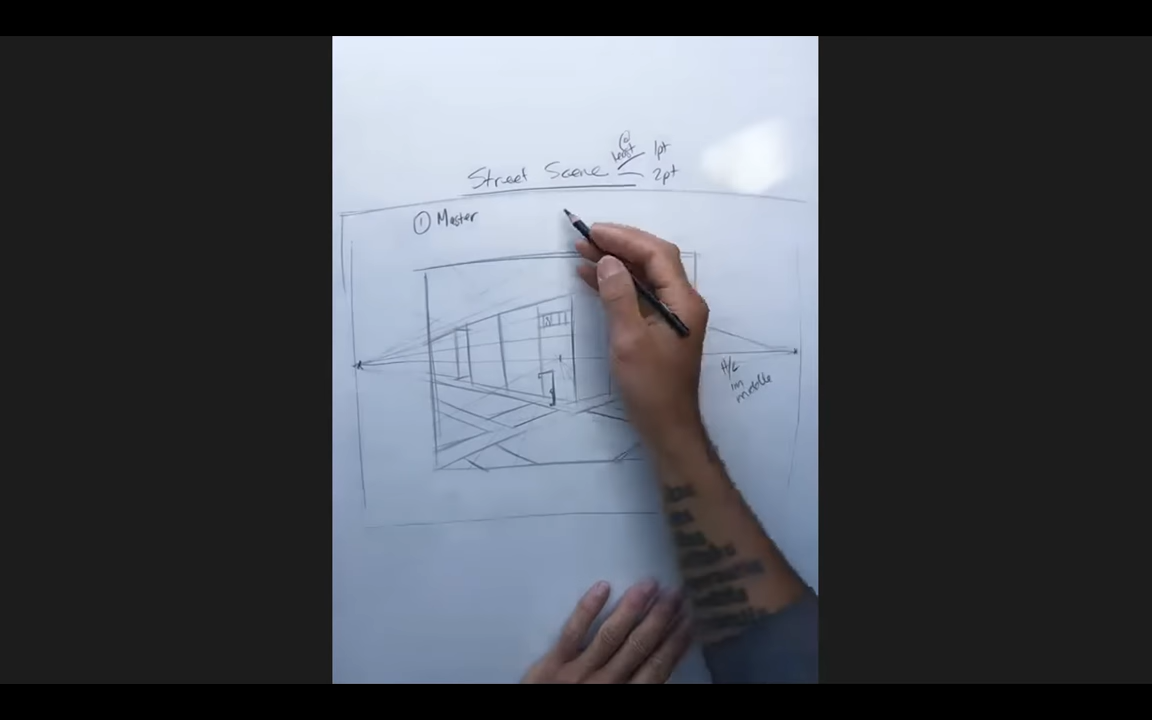 @
least
1pt
Street Scene
2pt
① Master
H/L
in
middle